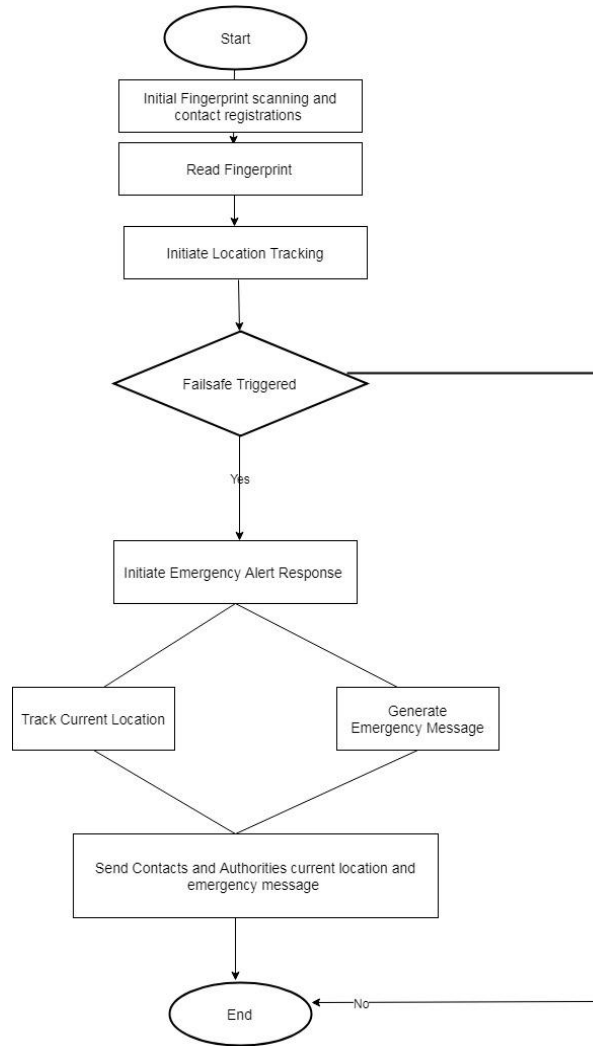 Start
Initial Fingerprint scanning and
contact registrations
Read Fingerprint
Initiate Location Tracking
Failsafe Triggered
Yes
Initiate Emergency Alert Response
Track Current Location
Generate
Emergency Message
Send Contacts and Authorities current location and
emergency message
End
No